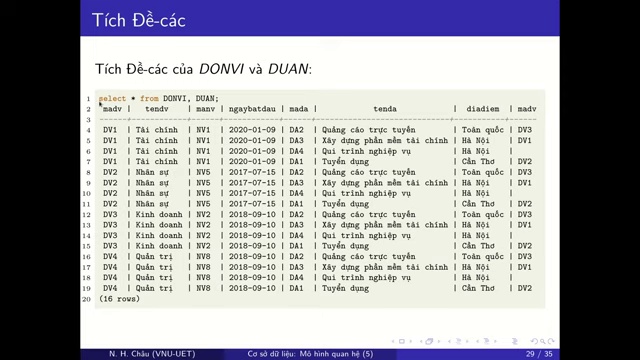 Tích Đề-các
Tích Đề-các của DONVI và DUAN:
1 select * from DONVI, DUAN;
2 madv | tendv | manv | ngaybatdau | mada | tenda | diadiem | madv
3 ------+------------+------+------------+------+-----------------------------+-----------+------
4 DV1 | Tài chính | NV1 | 2020-01-09 | DA2 | Quảng cáo trực tuyến | Toàn quốc | DV3
5 DV1 | Tài chính | NV1 | 2020-01-09 | DA3 | Xây dựng phần mềm tài chính | Hà Nội | DV1
6 DV1 | Tài chính | NV1 | 2020-01-09 | DA4 | Qui trình nghiệp vụ | Hà Nội |
7 DV1 | Tài chính | NV1 | 2020-01-09 | DA1 | Tuyển dụng | Cần Thơ | DV2
8 DV2 | Nhân sự | NV5 | 2017-07-15 | DA2 | Quảng cáo trực tuyến | Toàn quốc | DV3
9 DV2 | Nhân sự | NV5 | 2017-07-15 | DA3 | Xây dựng phần mềm tài chính | Hà Nội | DV1
10 DV2 | Nhân sự | NV5 | 2017-07-15 | DA4 | Qui trình nghiệp vụ | Hà Nội |
11 DV2 | Nhân sự | NV5 | 2017-07-15 | DA1 | Tuyển dụng | Cần Thơ | DV2
12 DV3 | Kinh doanh | NV2 | 2018-09-10 | DA2 | Quảng cáo trực tuyến | Toàn quốc | DV3
13 DV3 | Kinh doanh | NV2 | 2018-09-10 | DA3 | Xây dựng phần mềm tài chính | Hà Nội | DV1
14 DV3 | Kinh doanh | NV2 | 2018-09-10 | DA4 | Qui trình nghiệp vụ | Hà Nội |
15 DV3 | Kinh doanh | NV2 | 2018-09-10 | DA1 | Tuyển dụng | Cần Thơ | DV2
16 DV4 | Quản trị | NV8 | 2018-09-10 | DA2 | Quảng cáo trực tuyến | Toàn quốc | DV3
17 DV4 | Quản trị | NV8 | 2018-09-10 | DA3 | Xây dựng phần mềm tài chính | Hà Nội | DV1
18 DV4 | Quản trị | NV8 | 2018-09-10 | DA4 | Qui trình nghiệp vụ | Hà Nội |
19 DV4 | Quản trị | NV8 | 2018-09-10 | DA1 | Tuyển dụng | Cần Thơ | DV2
20 (16 rows)
N. H. Châu (VNU-UET) Cơ sở dữ liệu: Mô hình quan hệ (5) 29 / 35